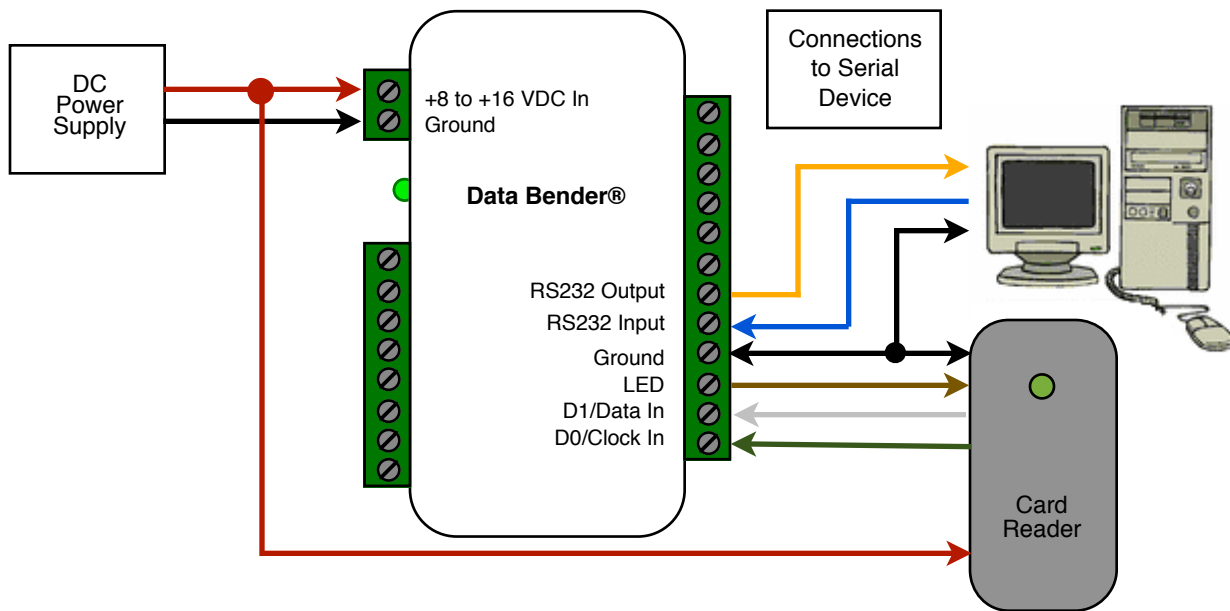 DC
Power
Supply
+8 to +16 VDC In
Ground
Data Bender®
Connections
to Serial
Device
RS232 Output
RS232 Input
Ground
LED
D1/Data In
D0/Clock In
Card
Reader